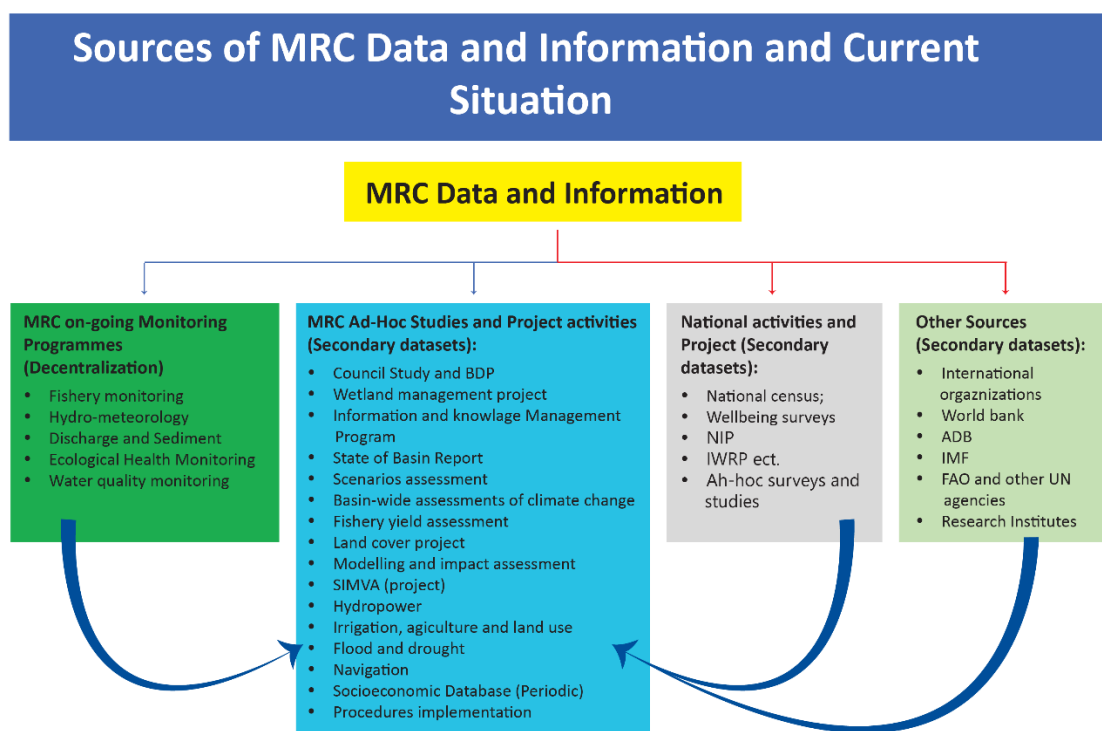 Sources of MRC Data and Information and Current
Situation
MRC Data and Information
MRC on-going Monitoring
Programmes
(Decentralization)
• Fishery monitoring
• Hydro-meteorology
• Discharge and Sediment
• Ecological Health Monitoring
• Water quality monitoring
MRC Ad-Hoc Studies and Project activities
(Secondary datasets):
• Council Study and BDP
• Wetland management project
• Information and knowlage Management
Program
• State of Basin Report
• Scenarios assessment
• Basin-wide assessments of climate change
• Fishery yield assessment
• Land cover project
• Modelling and impact assessment
• SIMVA (project)
• Hydropower
• Irrigation, agiculture and land use
• Flood and drought
• Navigation
• Socioeconomic Database (Periodic)
• Procedures implementation
National activities and
Project (Secondary
datasets):
• National census;
• Wellbeing surveys
• NIP
• IWRP ect.
• Ah-hoc surveys and
studies
Other Sources
(Secondary datasets):
• International
orgaznizations
• World bank
• ADB
• IMF
• FAO and other UN
agencies
• Research Institutes